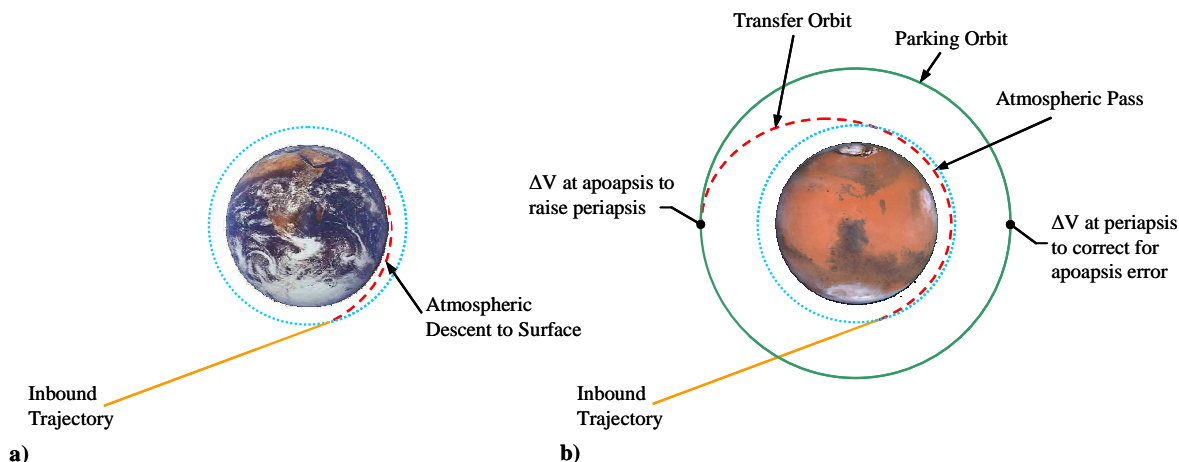 Atmospheric
Descent to Surface
Inbound
Trajectory
a)
Transfer Orbit
Parking Orbit
Atmospheric Pass
ΔV at apoapsis to
raise periapsis
ΔV at periapsis
to correct for
apoapsis error
Inbound
Trajectory
b)